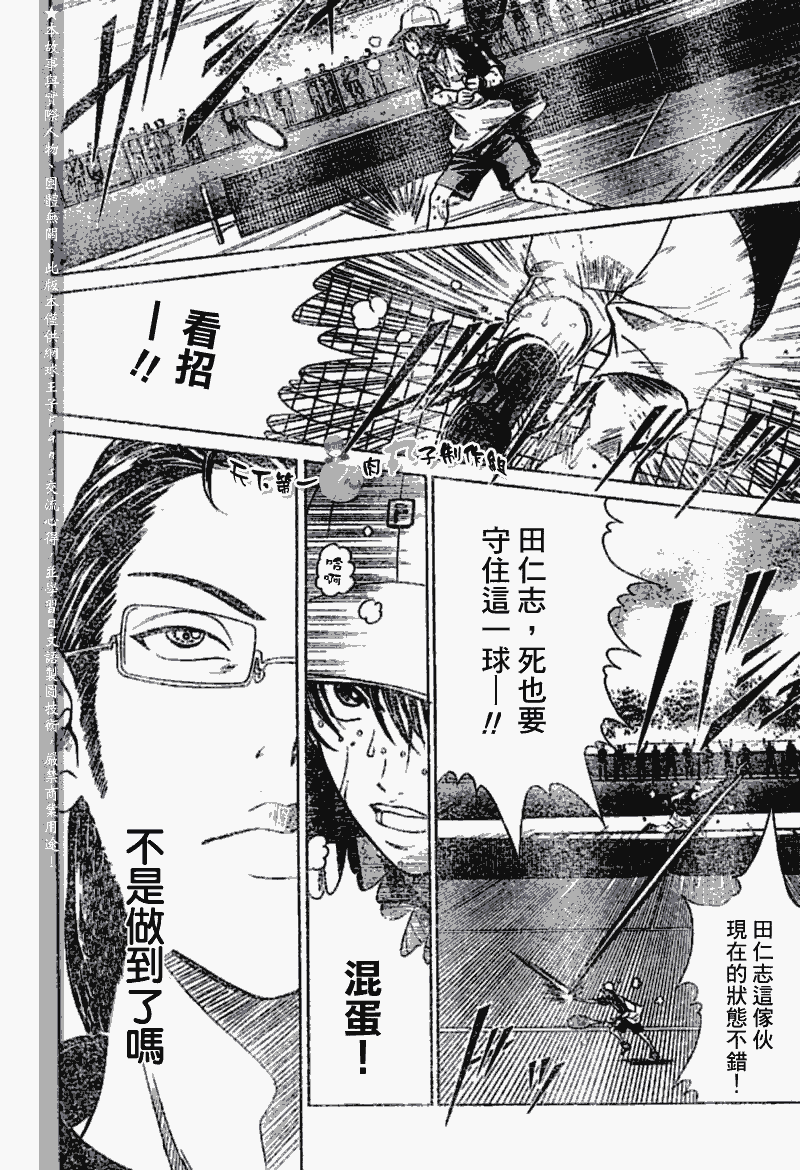 看招
—!!
天下第一肉丸子制作組
田仁志，死也要
守住這一球—!!
田仁志這傢伙
現在的狀態不錯！
F
哈
啊
混蛋！
不是做到了嗎
★本故事與實際人物、團體無關。此版本僅供網球王子Fans交流心得，並學習日文語製圖技術，嚴禁商業用途！